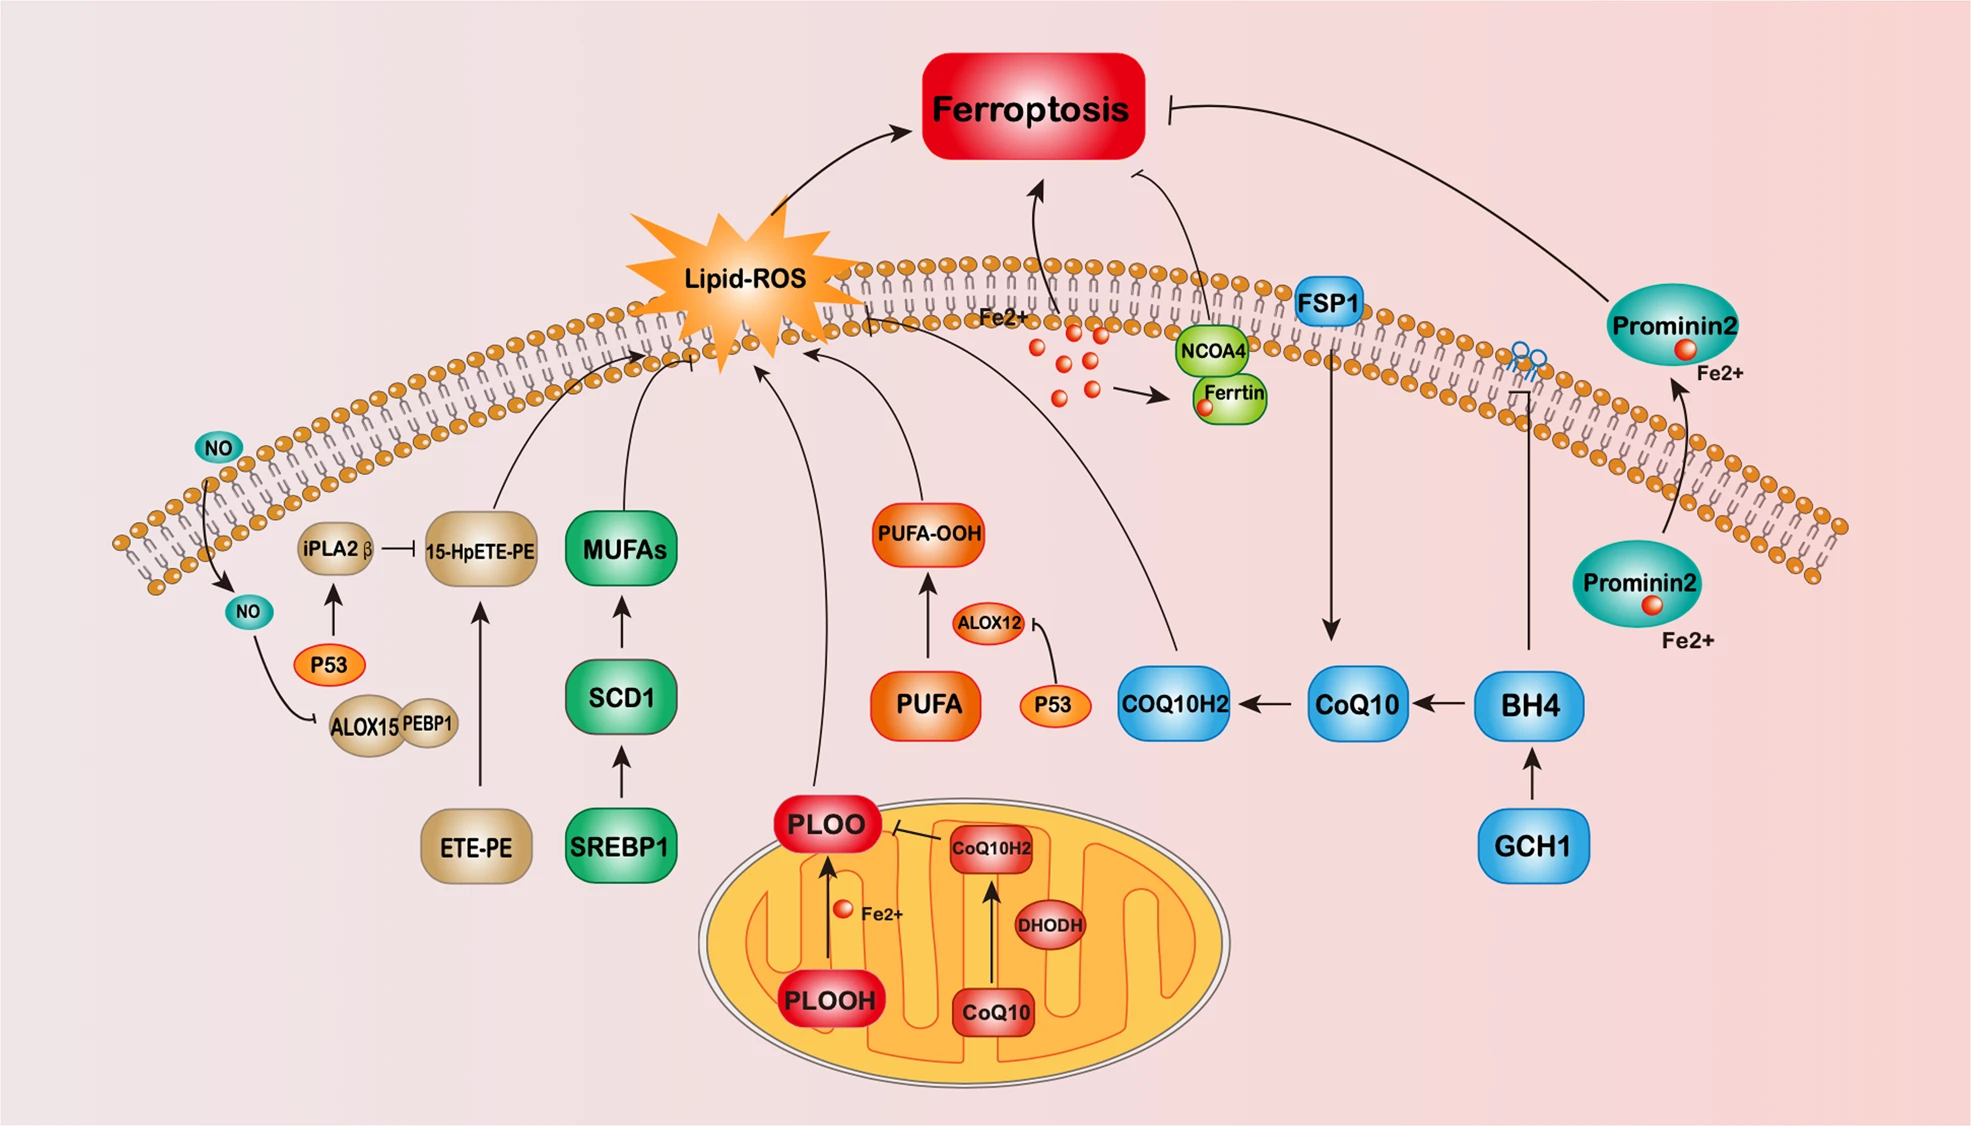 Ferroptosis
Lipid-ROS
Fe2+
FSP1
Prominin2
Fe2+
NCOA4
Ferrtin
NO
NO
iPLA2 β
15-HpETE-PE
MUFAs
PUFA-OOH
Prominin2
Fe2+
ALOX12
P53
P53
ALOX15
PEBP1
SCD1
PUFA
COQ10H2
CoQ10
BH4
ETE-PE
SREBP1
PLOO
CoQ10H2
GCH1
Fe2+
DHODH
PLOOH
CoQ10